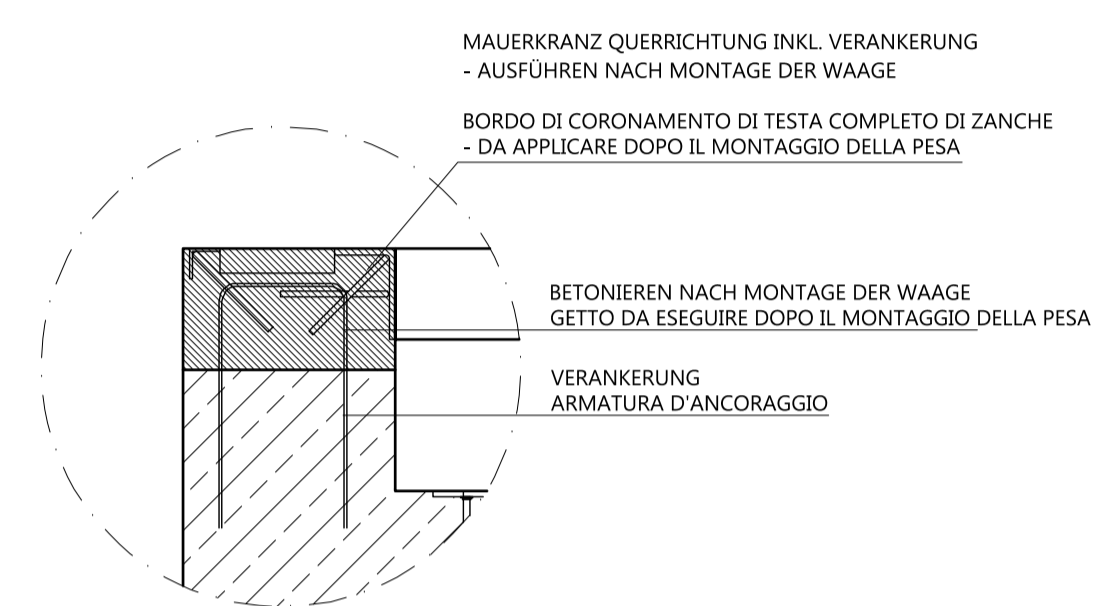 MAUERKRANZ QUERRICHTUNG INKL. VERANKERUNG
- AUSFÜHREN NACH MONTAGE DER WAAGE
BORDO DI CORONAMENTO DI TESTA COMPLETO DI ZANCHE
- DA APPLICARE DOPO IL MONTAGGIO DELLA PESA
BETONIEREN NACH MONTAGE DER WAAGE
GETTO DA ESEGUIRE DOPO IL MONTAGGIO DELLA PESA
VERANKERUNG
ARMATURA D'ANCORAGGIO